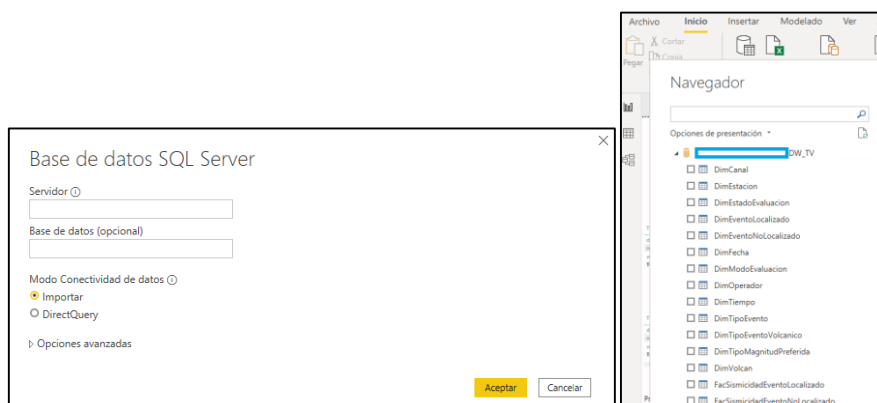 Base de datos SQL Server
Servidor
Base de datos (opcional)
Modo Conectividad de datos
Importar
DirectQuery
Opciones avanzadas
Aceptar
Cancelar
Archivo Inicio Insertar Modelado Ver
Cortar
Copia
Pegar
Navegador
Opciones de presentación
DW_TV
DimCanal
DimEstacion
DimEstadoEvaluacion
DimEventoLocalizado
DimEventoNoLocalizado
DimFecha
DimModoEvaluacion
DimOperador
DimTiempo
DimTipoEvento
DimTipoEventoVolcanico
DimTipoMagnitudPreferida
DimVolcan
FacSismicidadEventoLocalizado
FacSismicidadEventoNoLocalizado